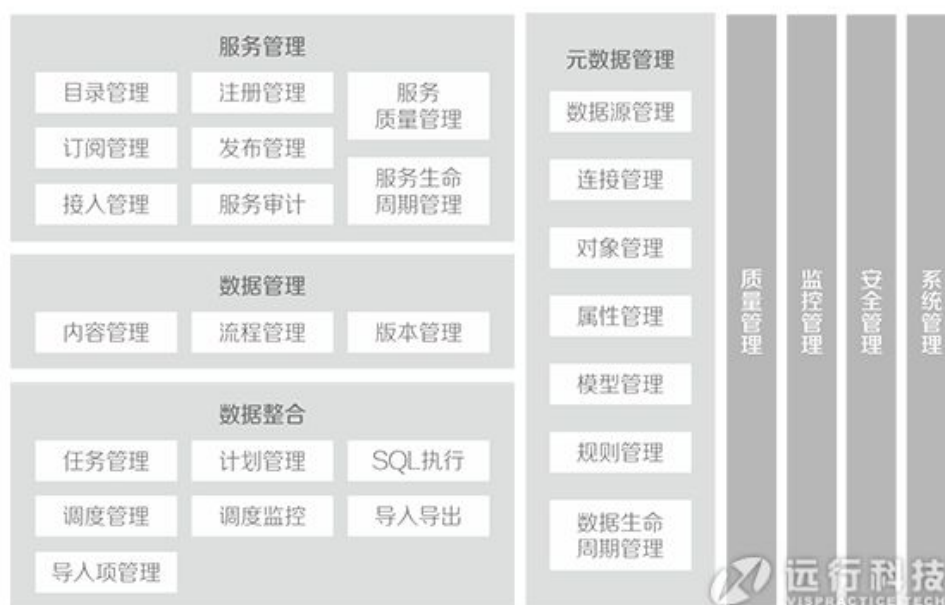 服务管理
目录管理
注册管理
服务
质量管理
订阅管理
发布管理
服务生命
周期管理
接入管理
服务审计
数据管理
内容管理
流程管理
版本管理
数据整合
任务管理
计划管理
SQL执行
调度管理
调度监控
导入导出
导入项管理
元数据管理
数据源管理
连接管理
对象管理
属性管理
模型管理
规则管理
数据生命
周期管理
质量管理
监控管理
安全管理
系统管理
远行科技
VISPRACTICE TECH